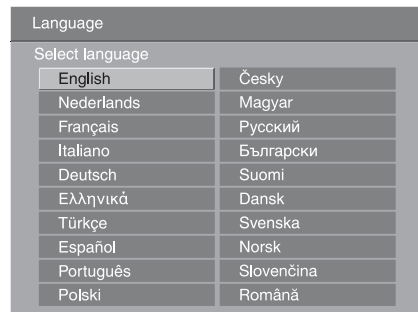 Language
Select language
English
Nederlands
Français
Italiano
Deutsch
Ελληνικά
Türkçe
Español
Português
Polski
Česky
Magyar
Русский
Български
Suomi
Dansk
Svenska
Norsk
Slovenčina
Română